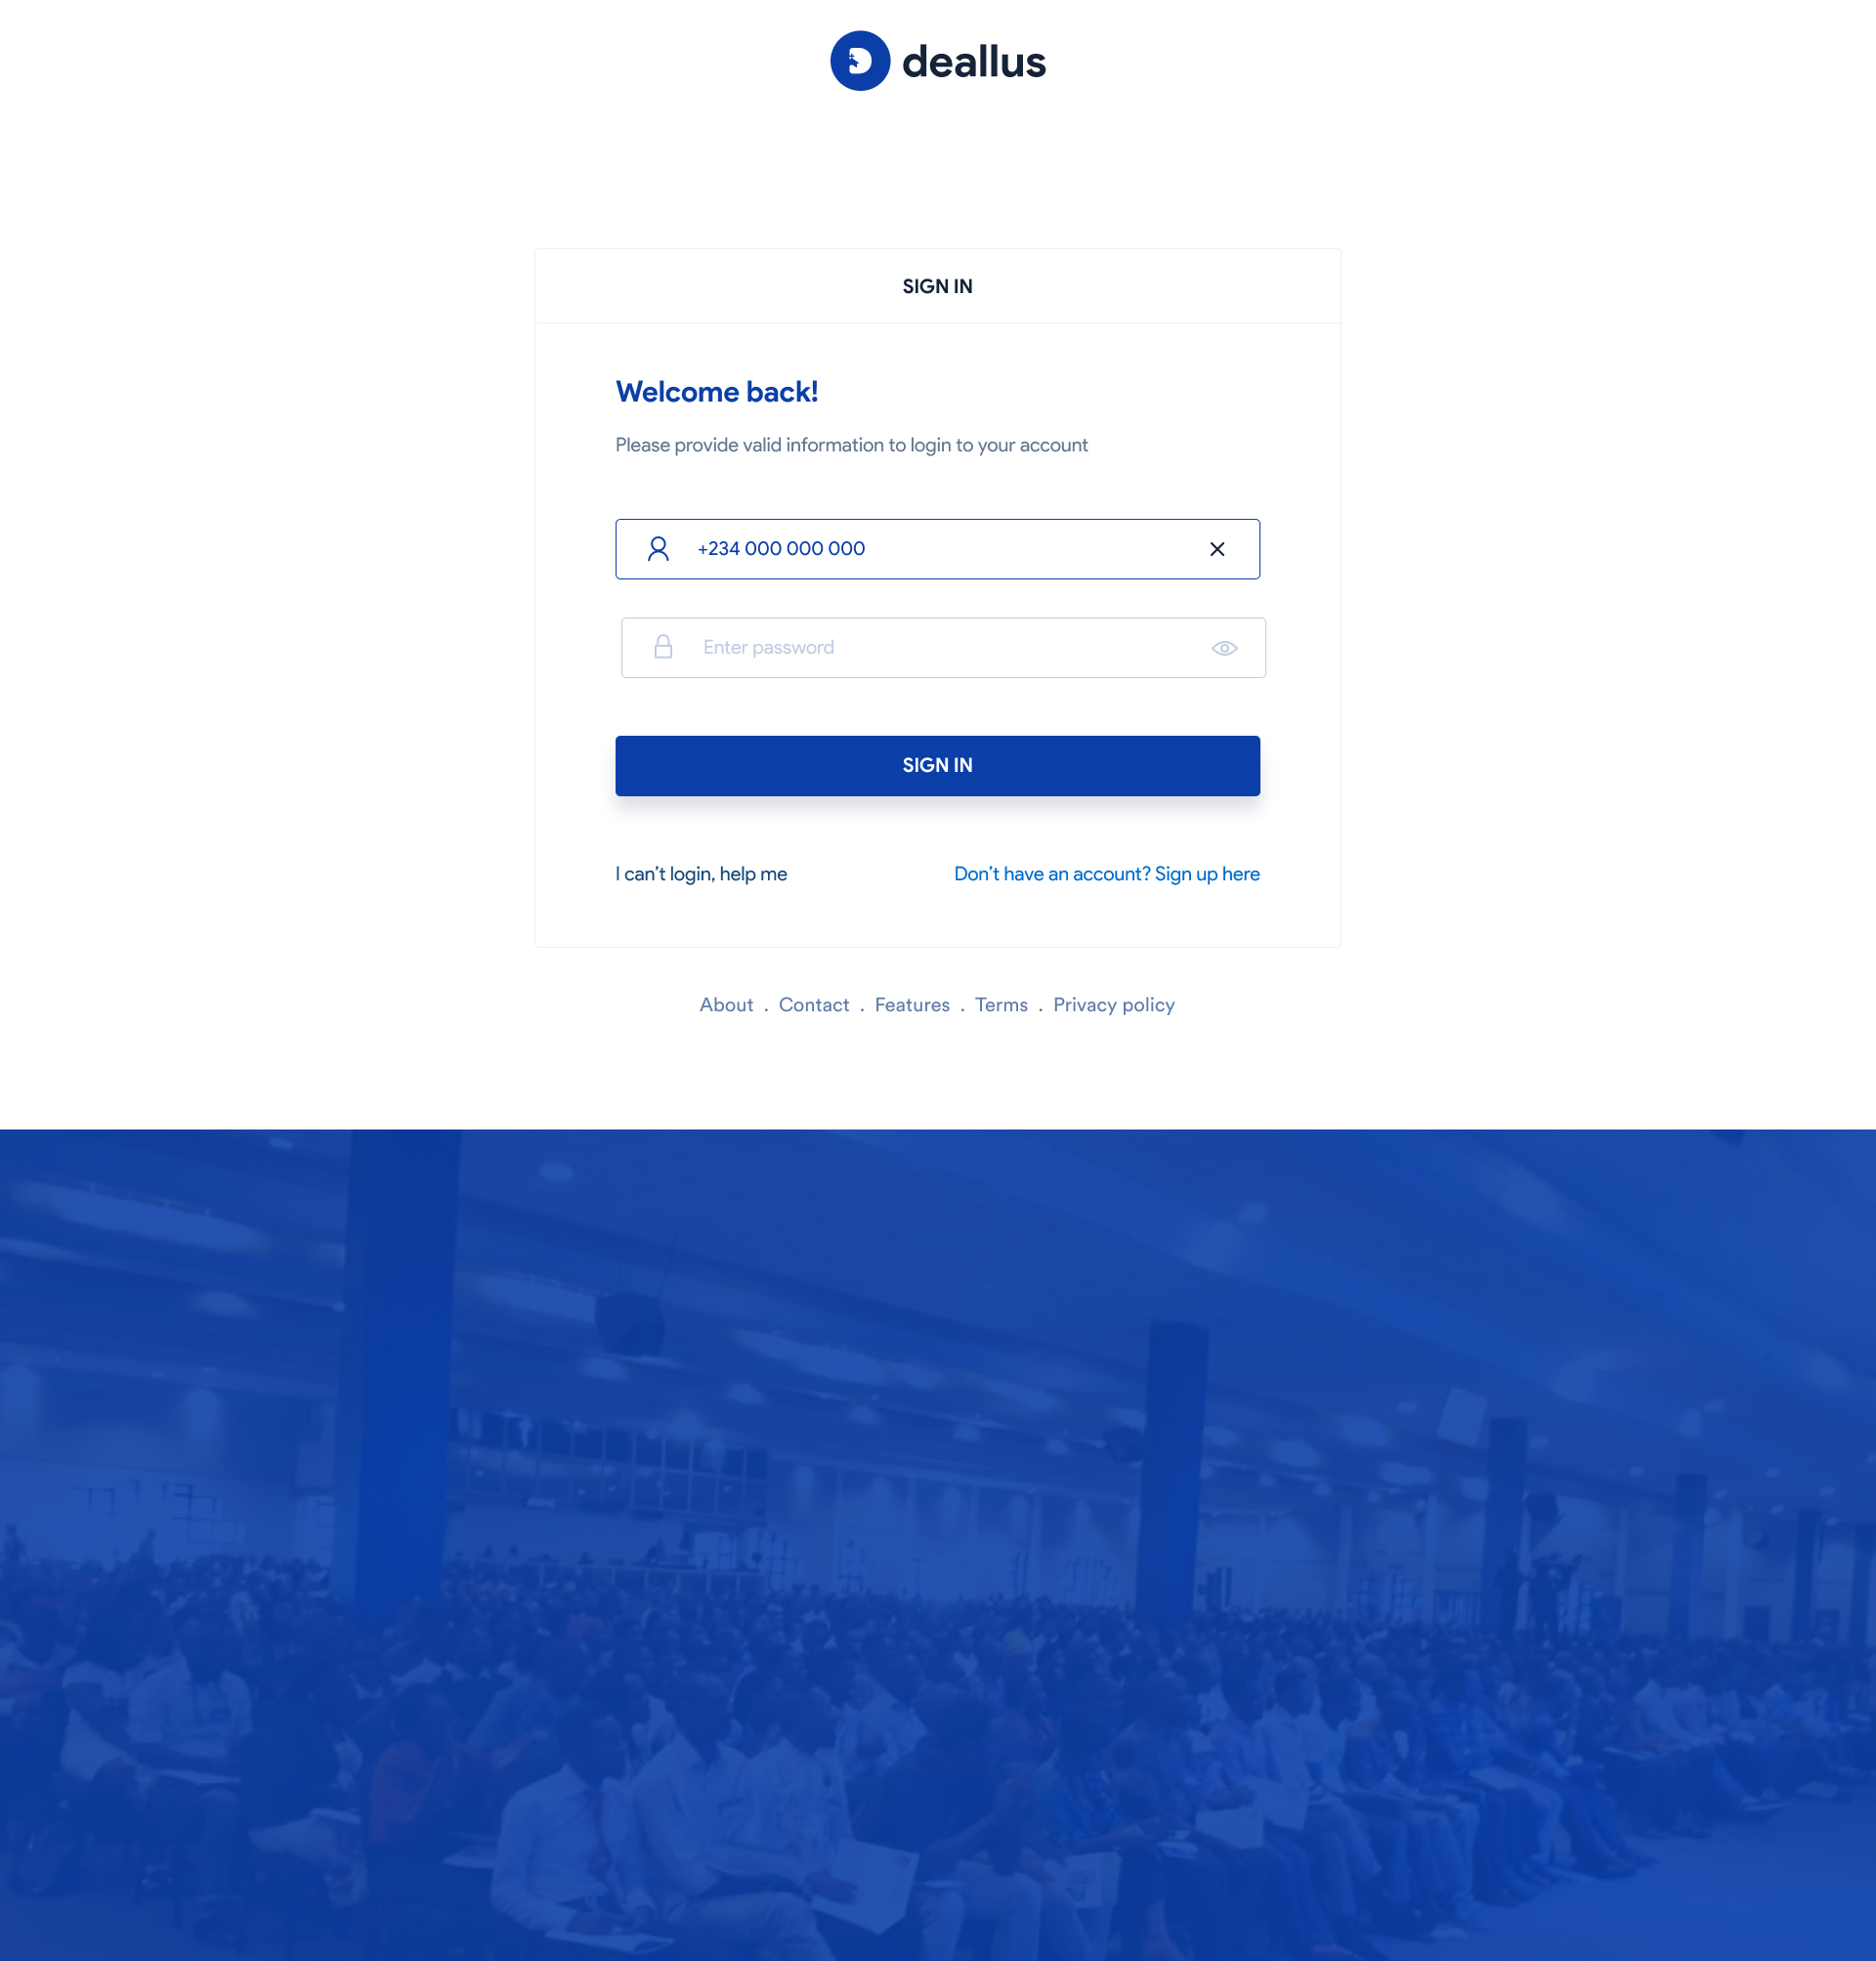 deallus
SIGN IN
Welcome back!
Please provide valid information to login to your account
+234 000 000 000
Enter password
SIGN IN
I can’t login, help me
Don’t have an account? Sign up here
About . Contact . Features . Terms . Privacy policy